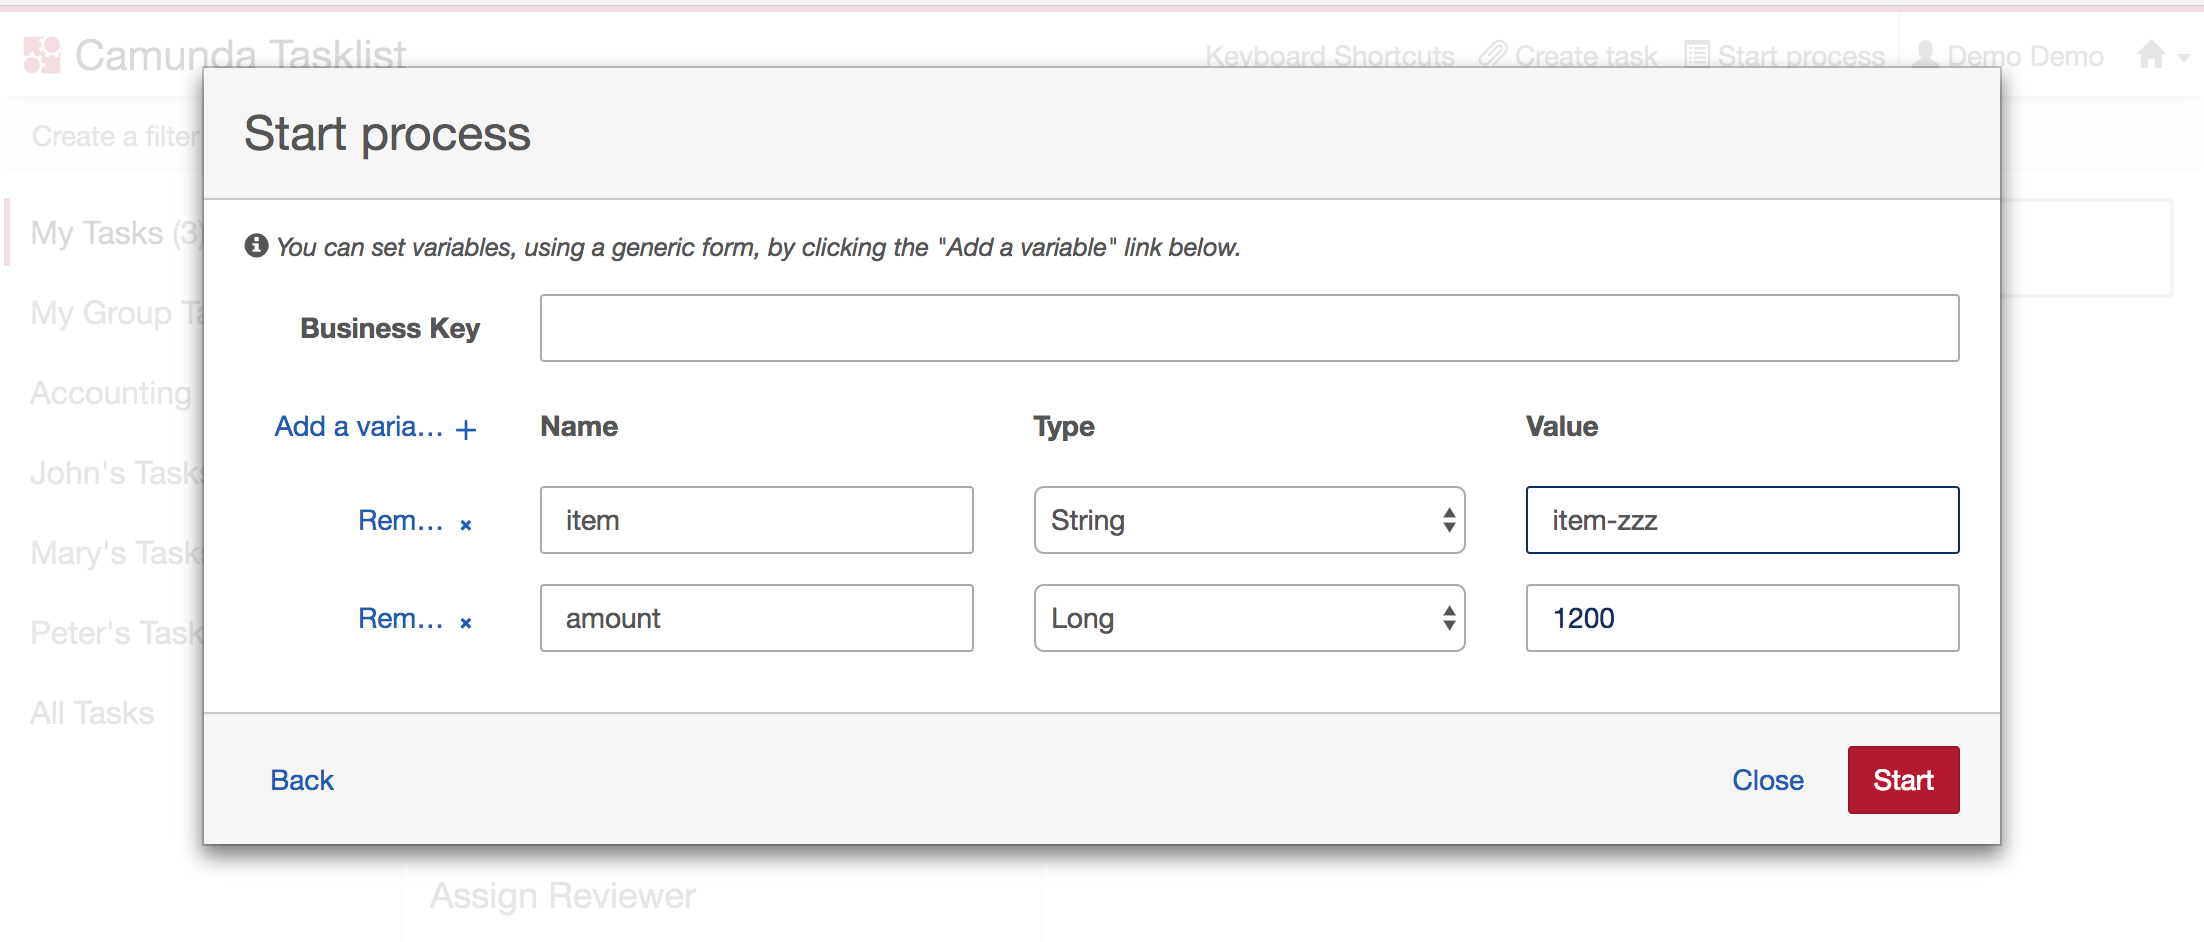 Camunda Tasklist
Keyboard Shortcuts Create task Start process Demo Demo
Create a filter
Start process
My Tasks (3)
You can set variables, using a generic form, by clicking the "Add a variable" link below.
My Group Ta
Business Key
Accounting
Add a varia... + Name Type Value
John's Tasks
Rem... × item String item-zzz
Mary's Tasks
Rem... × amount Long 1200
Peter's Task
All Tasks
Back Close Start
Assign Reviewer